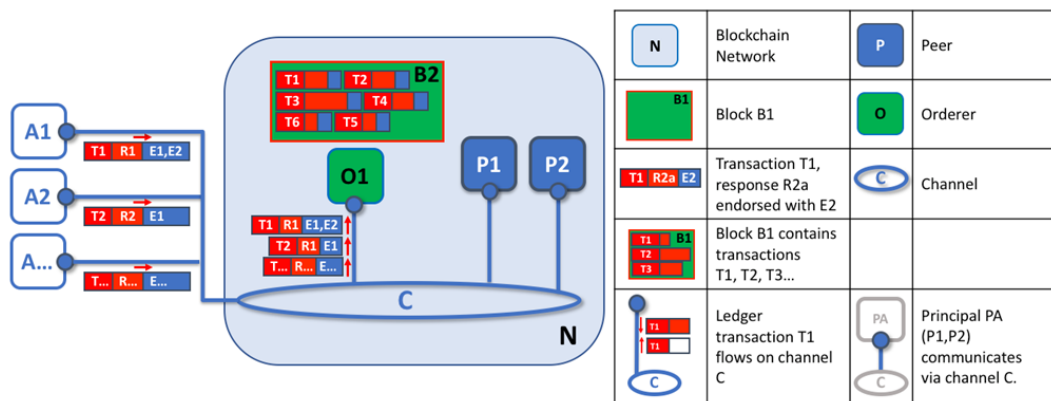 A1
T1 R1 E1,E2
A2
T2 R2 E1
A...
T... R... E...
B2
T1 T2
T3 T4
T6 T5
O1
P1 P2
T1 R1 E1,E2
T2 R1 E1
T... R... E...
C
N
N
Blockchain
Network
P
Peer
B1
Block B1
O
Orderer
T1 R2a E2
Transaction T1,
response R2a
endorsed with E2
C
Channel
B1
T1
T2
T3
Block B1 contains
transactions
T1, T2, T3...
T1
T1
C
Ledger
transaction T1
flows on channel
C
PA
C
Principal PA
(P1,P2)
communicates
via channel C.